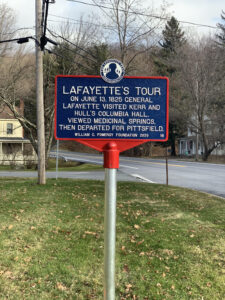 LAFAYETTE'S TOUR
ON JUNE 13, 1825 GENERAL
LAFAYETTE VISITED KERR AND
HULL'S COLUMBIA HALL,
VIEWED MEDICINAL SPRINGS,
THEN DEPARTED FOR PITTSFIELD.
WILLIAM G. POMEROY FOUNDATION 2023